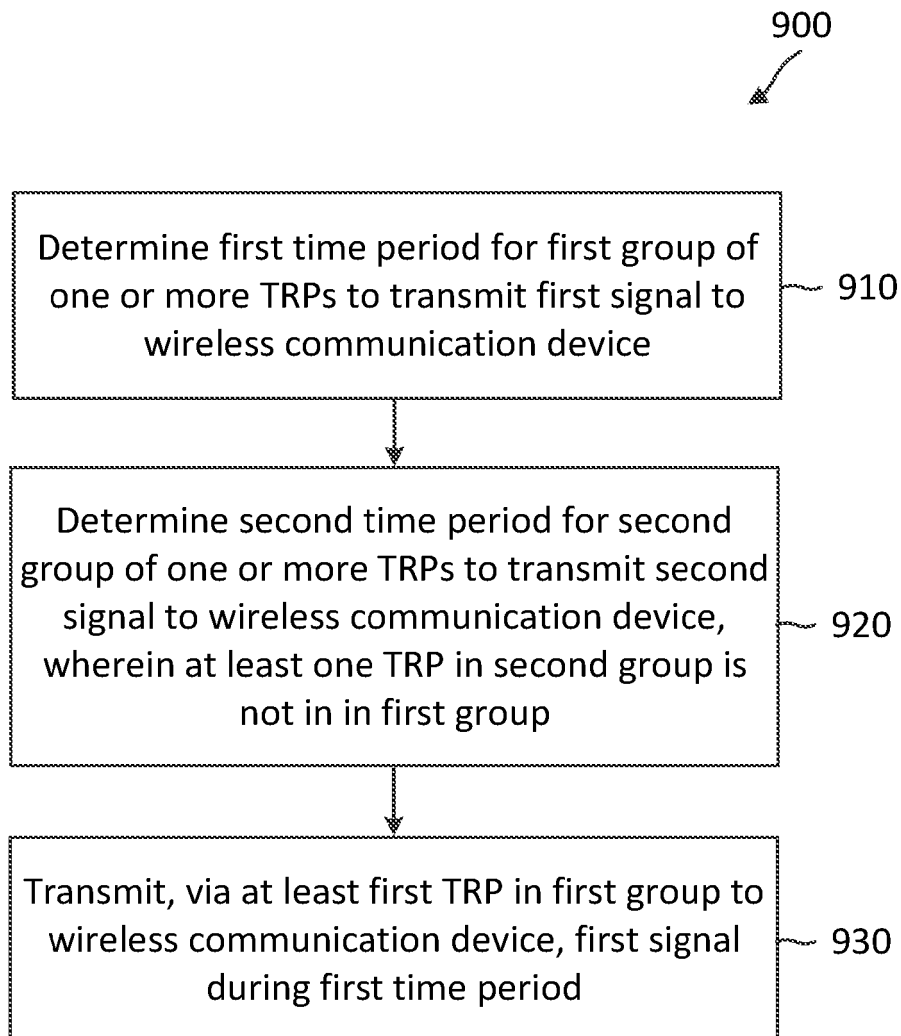 900
Determine first time period for first group of
one or more TRPs to transmit first signal to
wireless communication device
910
Determine second time period for second
group of one or more TRPs to transmit second
signal to wireless communication device,
wherein at least one TRP in second group is
not in in first group
920
Transmit, via at least first TRP in first group to
wireless communication device, first signal
during first time period
930